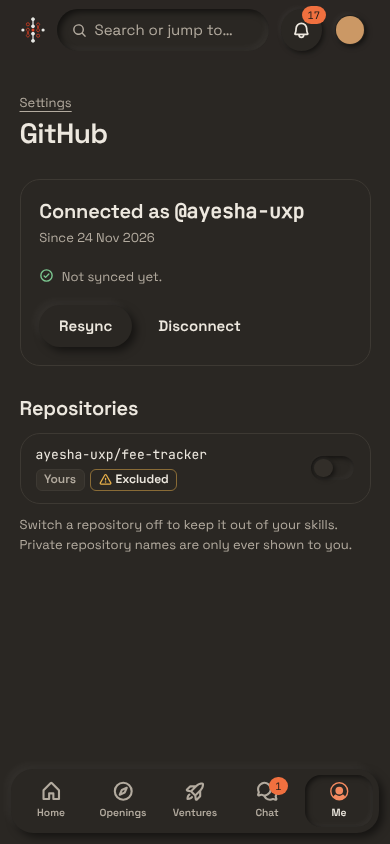 Search or jump to...
17
Settings
GitHub
Connected as @ayesha-uxp
Since 24 Nov 2026
Not synced yet.
Resync
Disconnect
Repositories
ayesha-uxp/fee-tracker
Yours
Excluded
Switch a repository off to keep it out of your skills.
Private repository names are only ever shown to you.
1
Home
Openings
Ventures
Chat
Me